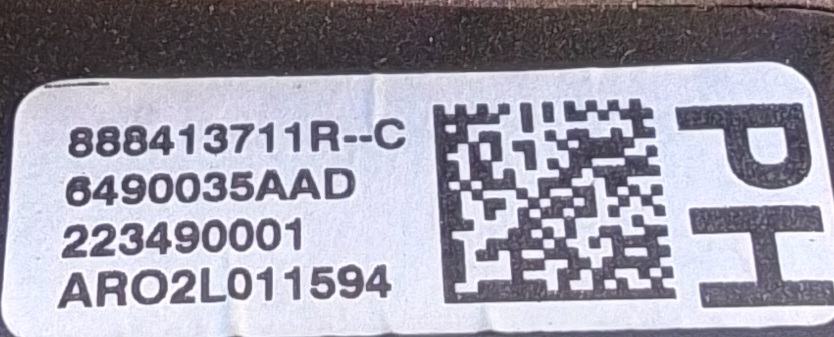 888413711R--C
6490035AAD
223490001
ARO2L011594
PH